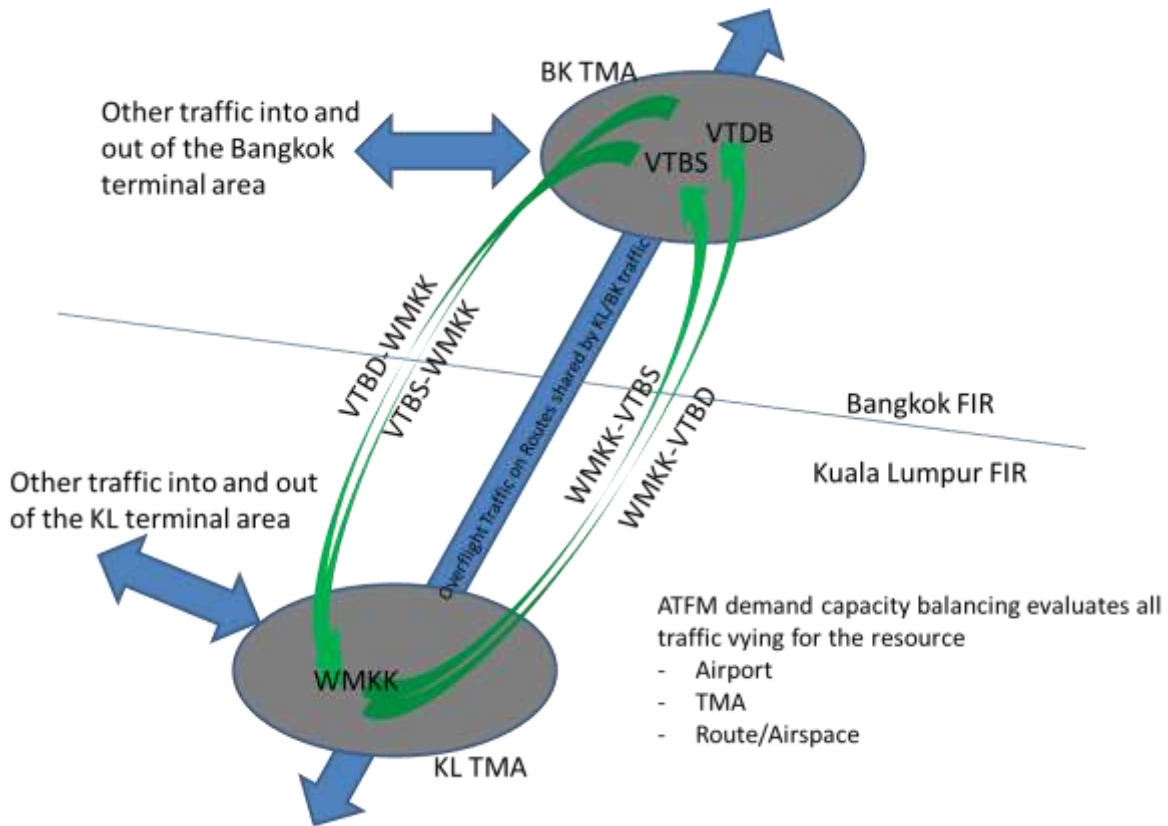 BK TMA
Other traffic into and
out of the Bangkok
terminal area
VTDB
VTBS
VTBD-WMKK
VTBS-WMKK
Overflight Traffic on Routes shared by KL/BK traffic
WMKK-VTBS
WMKK-VTBD
Bangkok FIR
Kuala Lumpur FIR
Other traffic into and out
of the KL terminal area
ATFM demand capacity balancing evaluates all
traffic vying for the resource
- Airport
- TMA
- Route/Airspace
WMKK
KL TMA